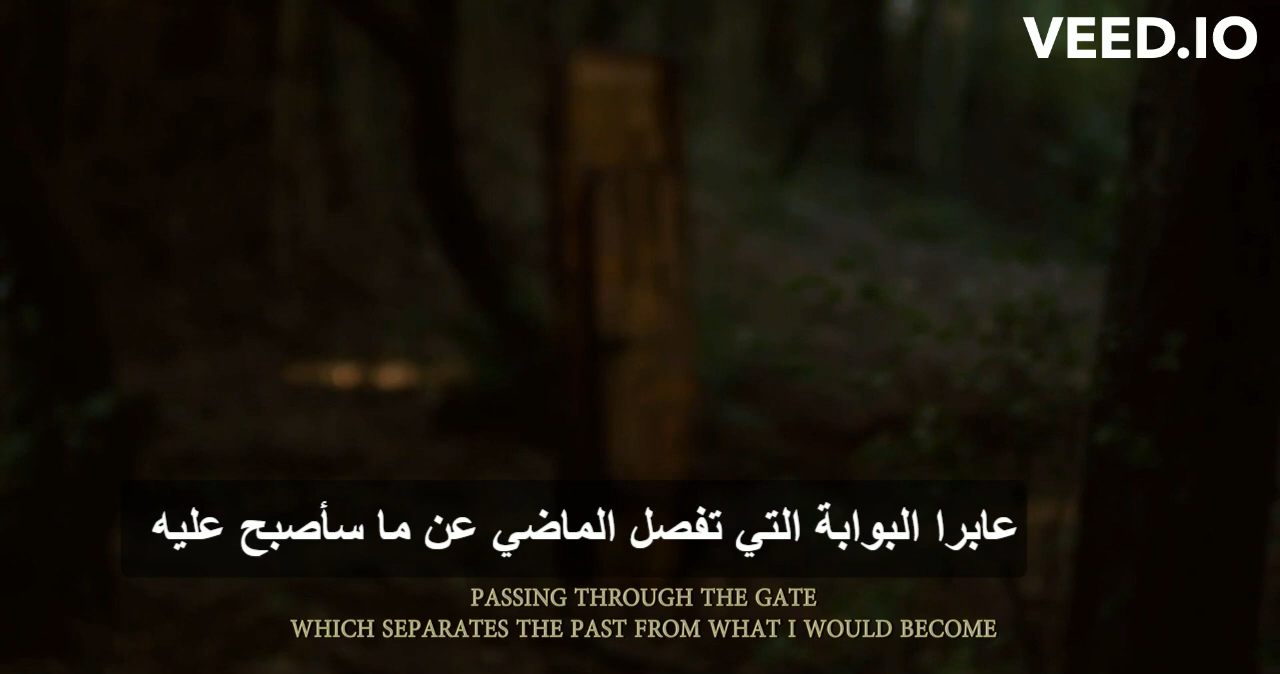 VEED.IO
عابرا البوابة التي تفصل الماضي عن ما سأصبح عليه
PASSING THROUGH THE GATE
WHICH SEPARATES THE PAST FROM WHAT I WOULD BECOME